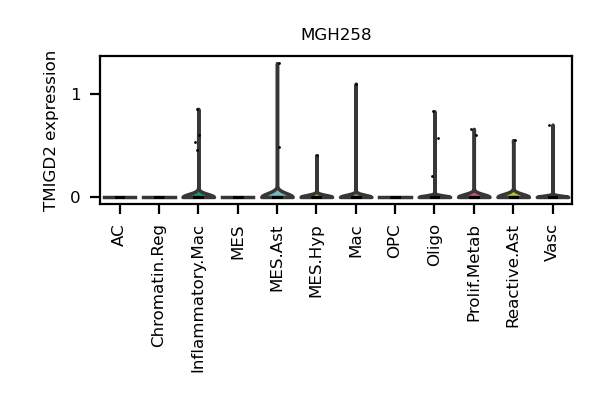 MGH258
TMIGD2 expression
1
0
AC
Chromatin.Reg
Inflammatory.Mac
MES
MES.Ast
MES.Hyp
Mac
OPC
Oligo
Prolif.Metab
Reactive.Ast
Vasc